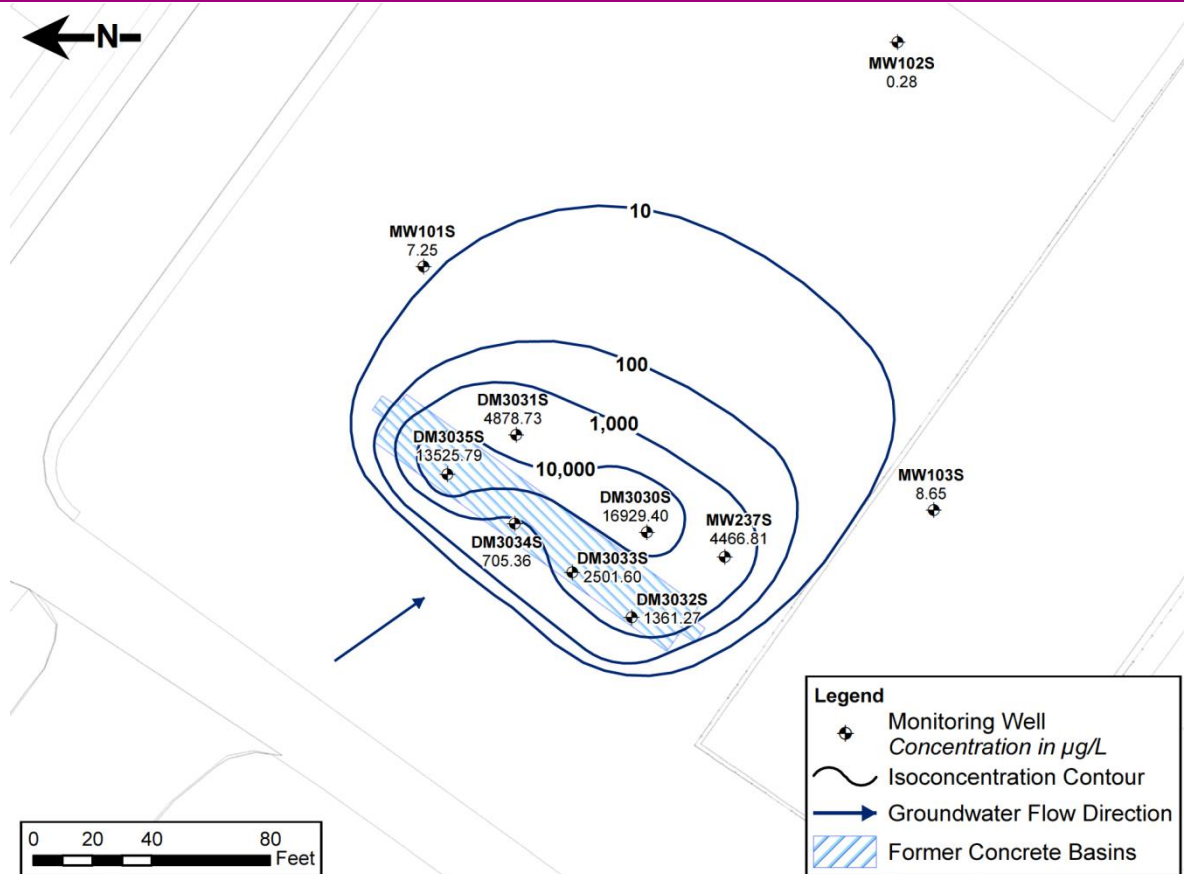 N
MW102S
0.28
10
MW101S
7.25
100
DM3031S
4878.73
1,000
DM3035S
13525.79
10,000
DM3030S
16929.40
MW103S
8.65
MW237S
4466.81
DM3034S
705.36
DM3033S
2501.60
DM3032S
1361.27
Legend
Monitoring Well
Concentration in µg/L
Isoconcentration Contour
Groundwater Flow Direction
Former Concrete Basins
0 20 40 80
Feet